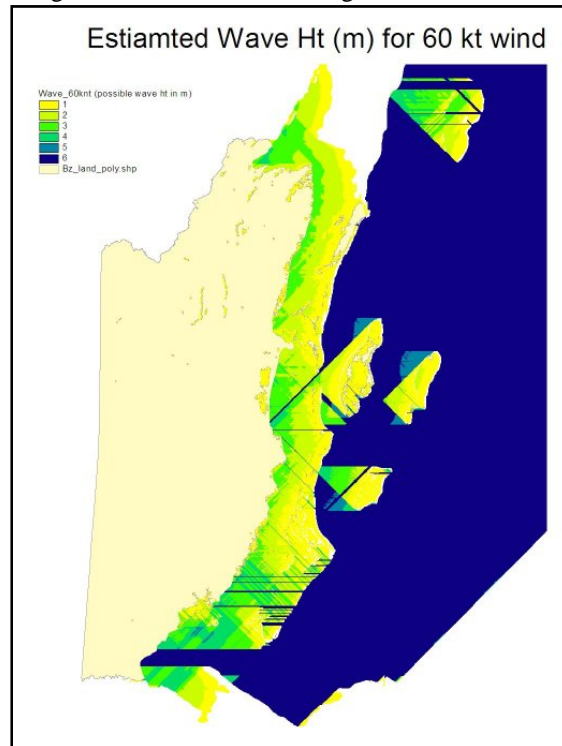 Estiamted Wave Ht (m) for 60 kt wind
Wave_60knt (possible wave ht in m)
1
2
3
4
5
6
Bz_land_poly.shp